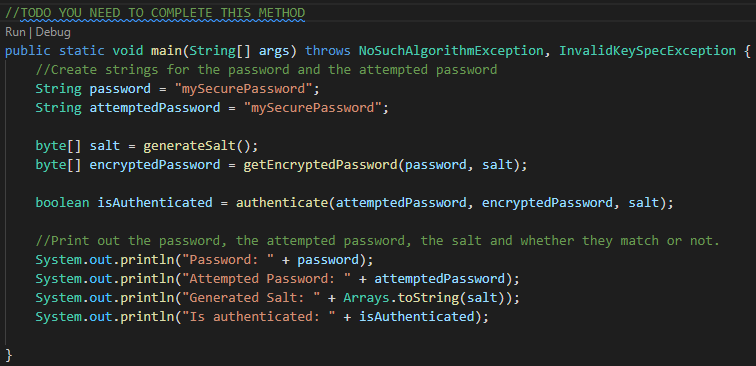 //TODO YOU NEED TO COMPLETE THIS METHOD
Run | Debug
public static void main(String[] args) throws NoSuchAlgorithmException, InvalidKeySpecException {
//Create strings for the password and the attempted password
String password = "mySecurePassword";
String attemptedPassword = "mySecurePassword";
byte[] salt = generateSalt();
byte[] encryptedPassword = getEncryptedPassword(password, salt);
boolean isAuthenticated = authenticate(attemptedPassword, encryptedPassword, salt);
//Print out the password, the attempted password, the salt and whether they match or not.
System.out.println("Password: " + password);
System.out.println("Attempted Password: " + attemptedPassword);
System.out.println("Generated Salt: " + Arrays.toString(salt));
System.out.println("Is authenticated: " + isAuthenticated);
}